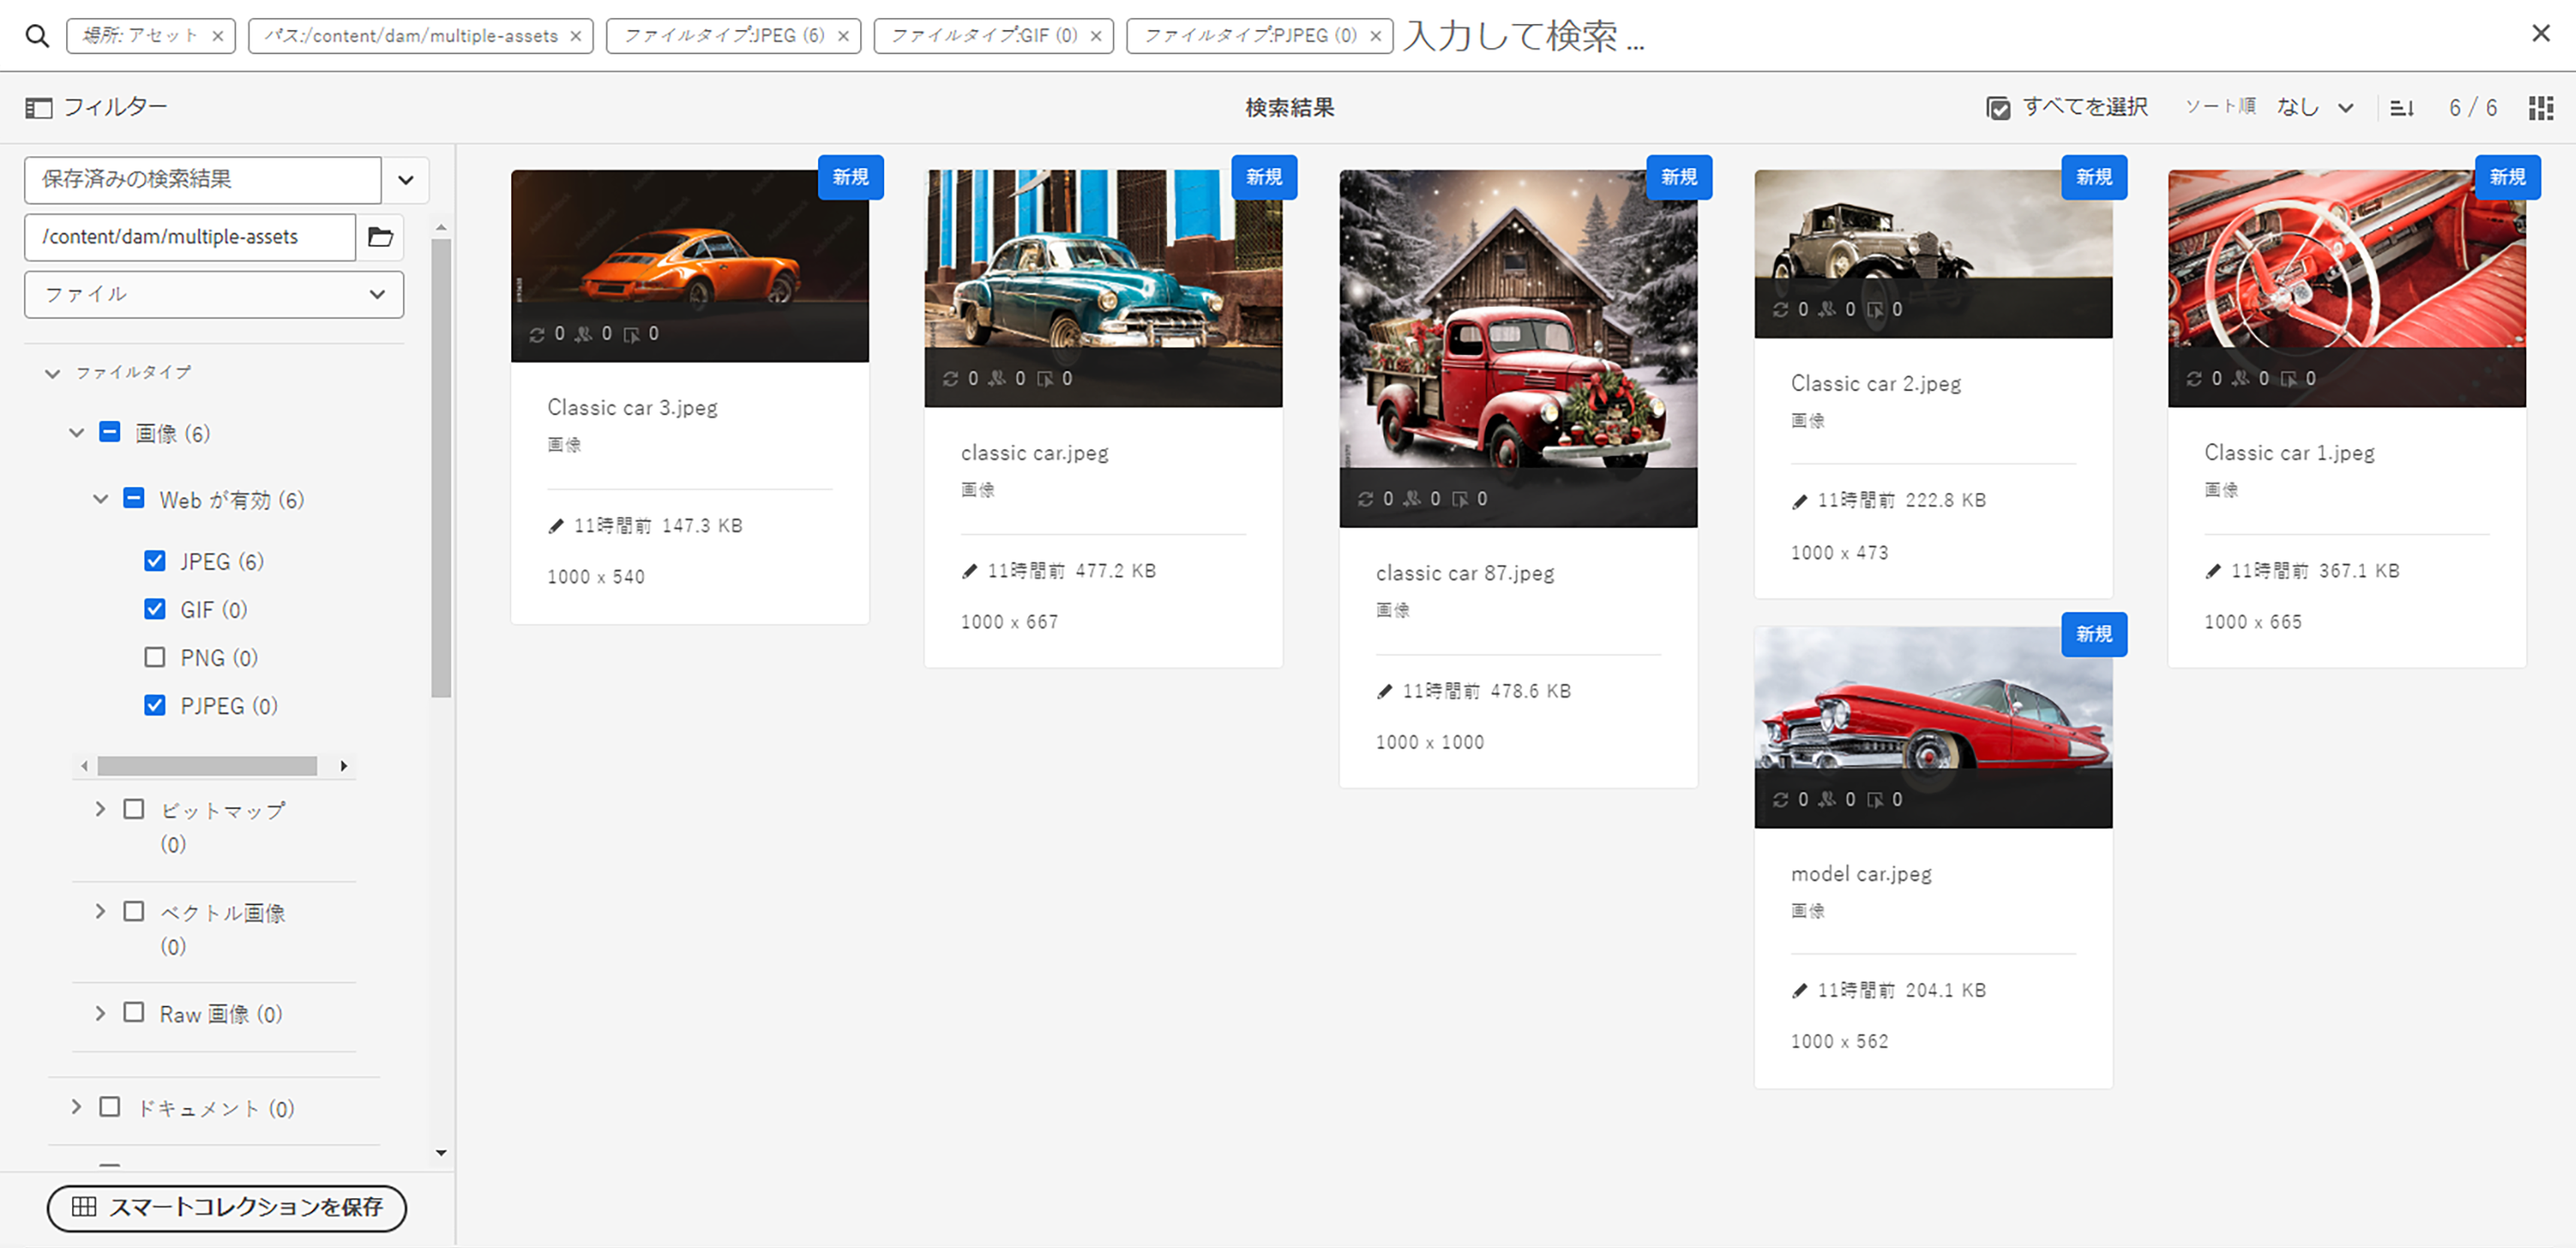 場所: アセット ×
パス:/content/dam/multiple-assets ×
ファイルタイプ:JPEG (6) ×
ファイルタイプ:GIF (0) ×
ファイルタイプ:PJPEG (0) ×
入力して検索 ...
フィルター
検索結果
すべてを選択
ソート順 なし
6 / 6
保存済みの検索結果
/content/dam/multiple-assets
ファイル
ファイルタイプ
画像 (6)
Web が有効 (6)
JPEG (6)
GIF (0)
PNG (0)
PJPEG (0)
ビットマップ
(0)
ベクトル画像
(0)
Raw 画像 (0)
ドキュメント (0)
スマートコレクションを保存
新規
0 0 0
Classic car 3.jpeg
画像
11時間前 147.3 KB
1000 x 540
新規
0 0 0
classic car.jpeg
画像
11時間前 477.2 KB
1000 x 667
新規
0 0 0
classic car 87.jpeg
画像
11時間前 478.6 KB
1000 x 1000
新規
0 0 0
Classic car 2.jpeg
画像
11時間前 222.8 KB
1000 x 473
新規
0 0 0
model car.jpeg
画像
11時間前 204.1 KB
1000 x 562
新規
0 0 0
Classic car 1.jpeg
画像
11時間前 367.1 KB
1000 x 665